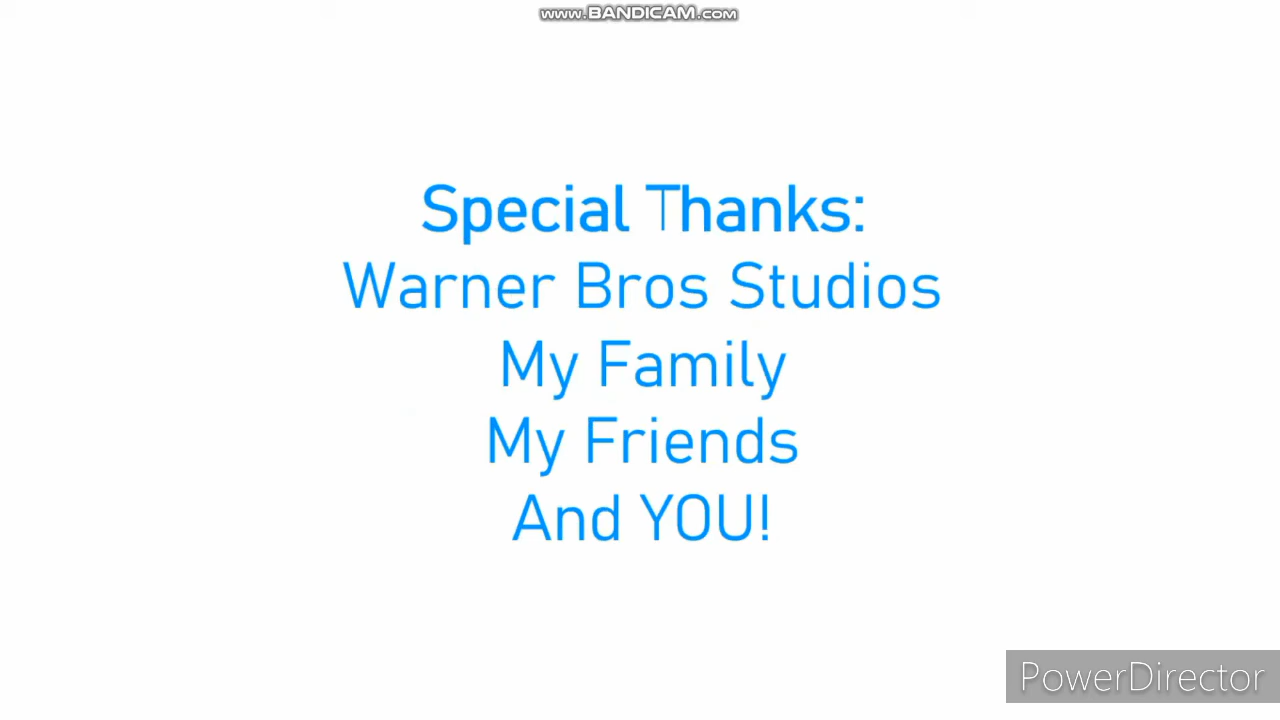 www.BANDICAM.com
Special Thanks:
Warner Bros Studios
My Family
My Friends
And YOU!
PowerDirector